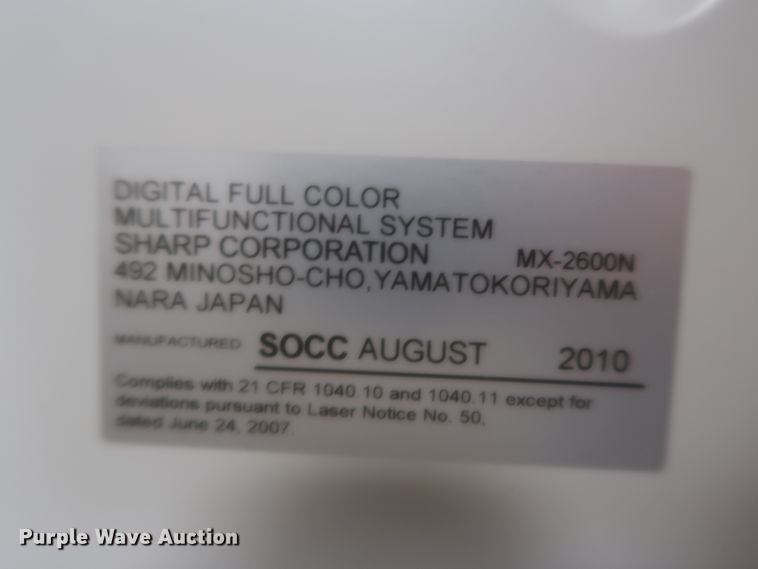 DIGITAL FULL COLOR
MULTIFUNCTIONAL SYSTEM
SHARP CORPORATION MX-2600N
492 MINOSHO-CHO,YAMATOKORIYAMA
NARA JAPAN
MANUFACTURED SOCC AUGUST 2010
Complies with 21 CFR 1040.10 and 1040.11 except for
deviations pursuant to Laser Notice No. 50,
dated June 24, 2007.
Purple Wave Auction